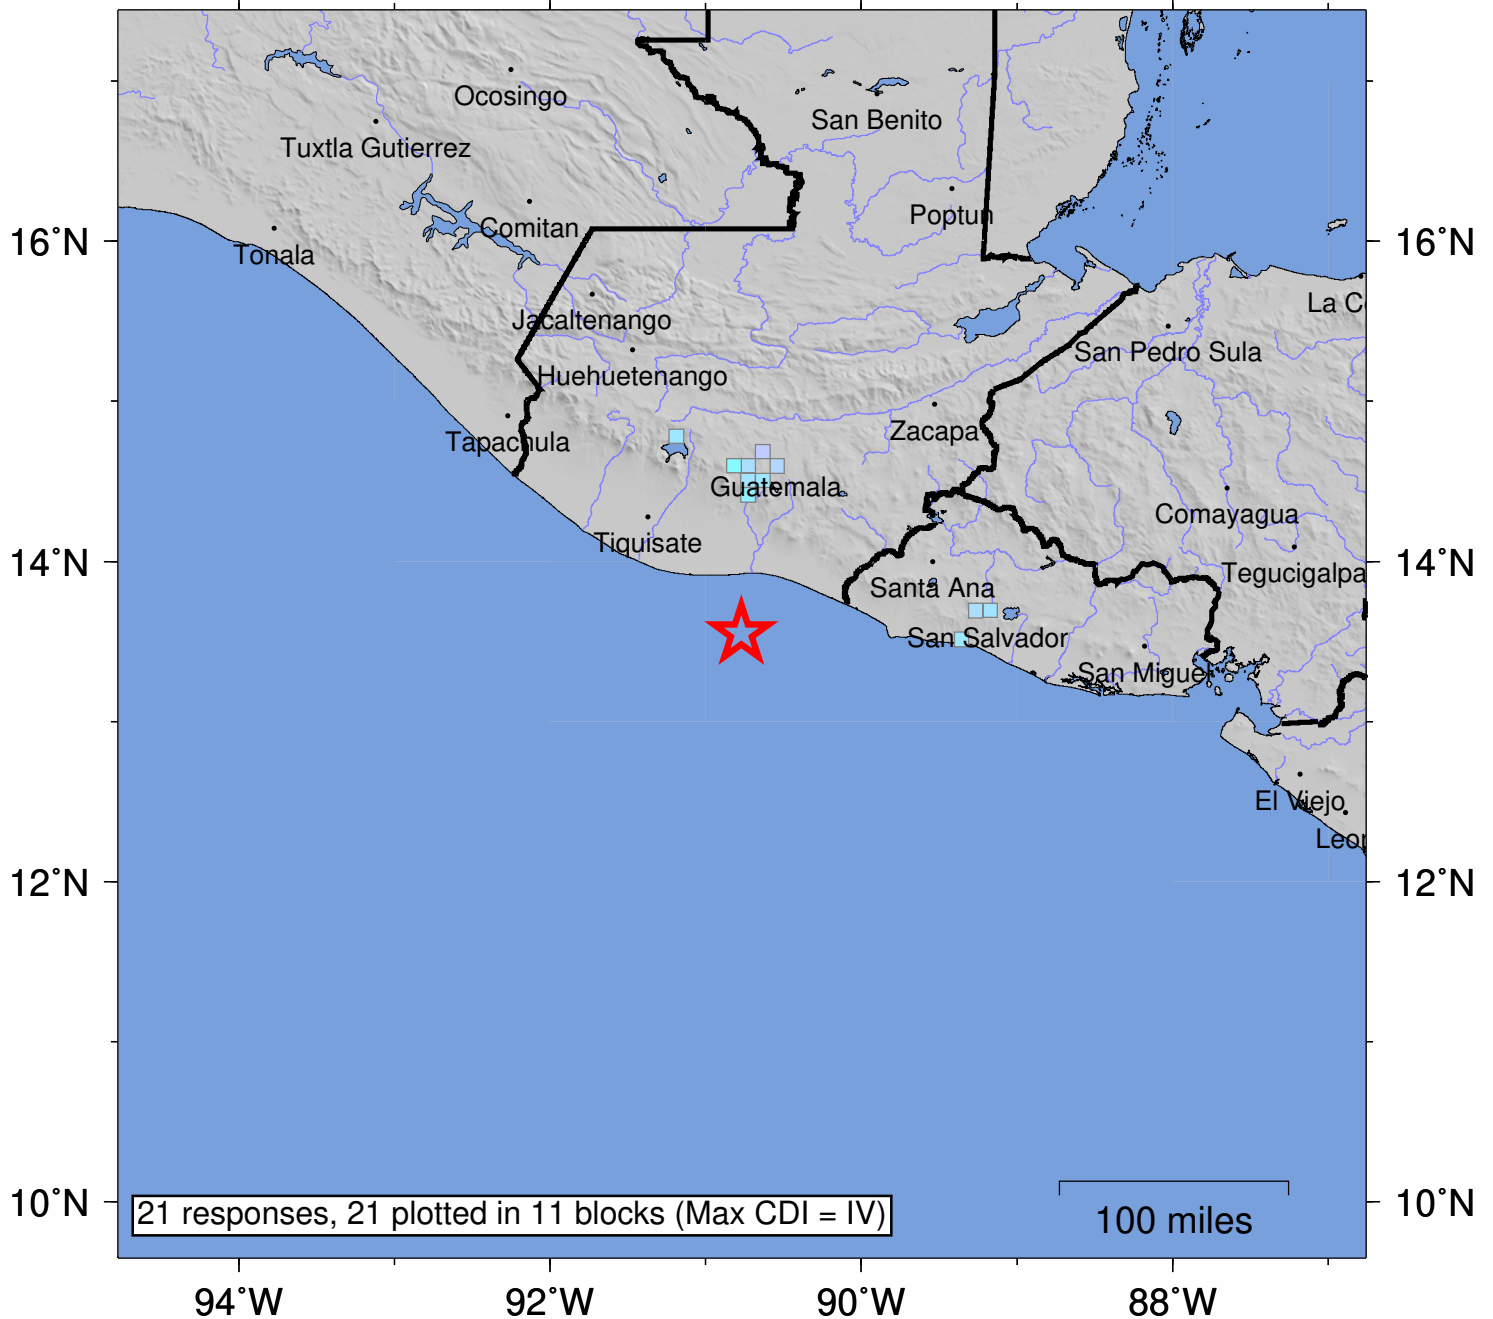 Ocosingo
San Benito
Tuxtla Gutierrez
Poptun
Comitan
16°N
16°N
Tonala
La C
Jacaltenango
San Pedro Sula
Huehuetenango
Zacapa
Tapachula
Guatemala
Comayagua
Tiquisate
14°N
14°N
Tegucigalpa
Santa Ana
San Salvador
San Miguel
El Viejo
Leon
12°N
12°N
10°N
10°N
21 responses, 21 plotted in 11 blocks (Max CDI = IV)
100 miles
94°W
92°W
90°W
88°W